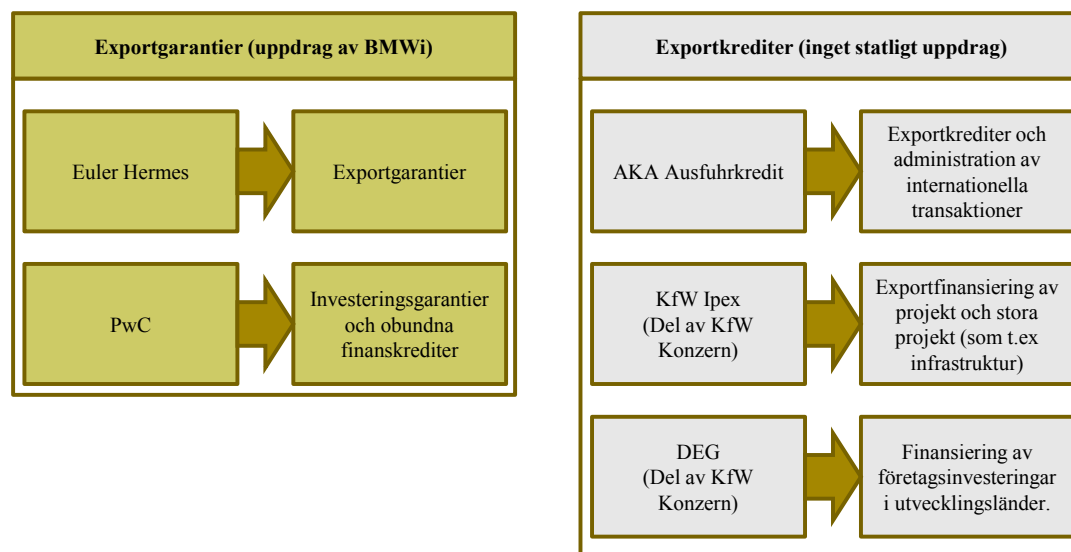 Exportgarantier (uppdrag av BMWi)
Euler Hermes
Exportgarantier
PwC
Investeringsgarantier
och obundna
finanskrediter
Exportkrediter (inget statligt uppdrag)
AKA Ausfuhrkredit
Exportkrediter och
administration av
internationella
transaktioner
KfW Ipex
(Del av KfW
Konzern)
Exportfinansiering av
projekt och stora
projekt (som t.ex
infrastruktur)
DEG
(Del av KfW
Konzern)
Finansiering av
företagsinvesteringar
i utvecklingsländer.